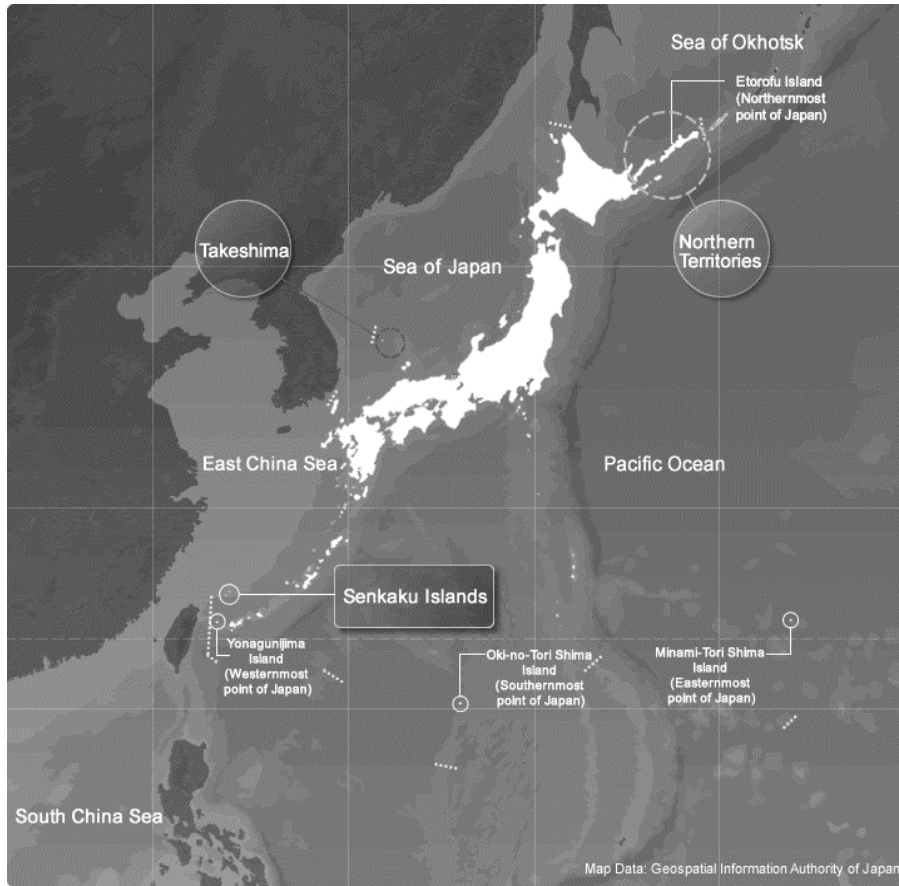 Sea of Okhotsk
Etorofu Island
(Northernmost
point of Japan)
Takeshima
Northern
Territories
Sea of Japan
East China Sea
Pacific Ocean
Senkaku Islands
Yonagunijima
Island
(Westernmost
point of Japan)
Oki-no-Tori Shima
Island
(Southernmost
point of Japan)
Minami-Tori Shima
Island
(Easternmost
point of Japan)
South China Sea
Map Data: Geospatial Information Authority of Japan